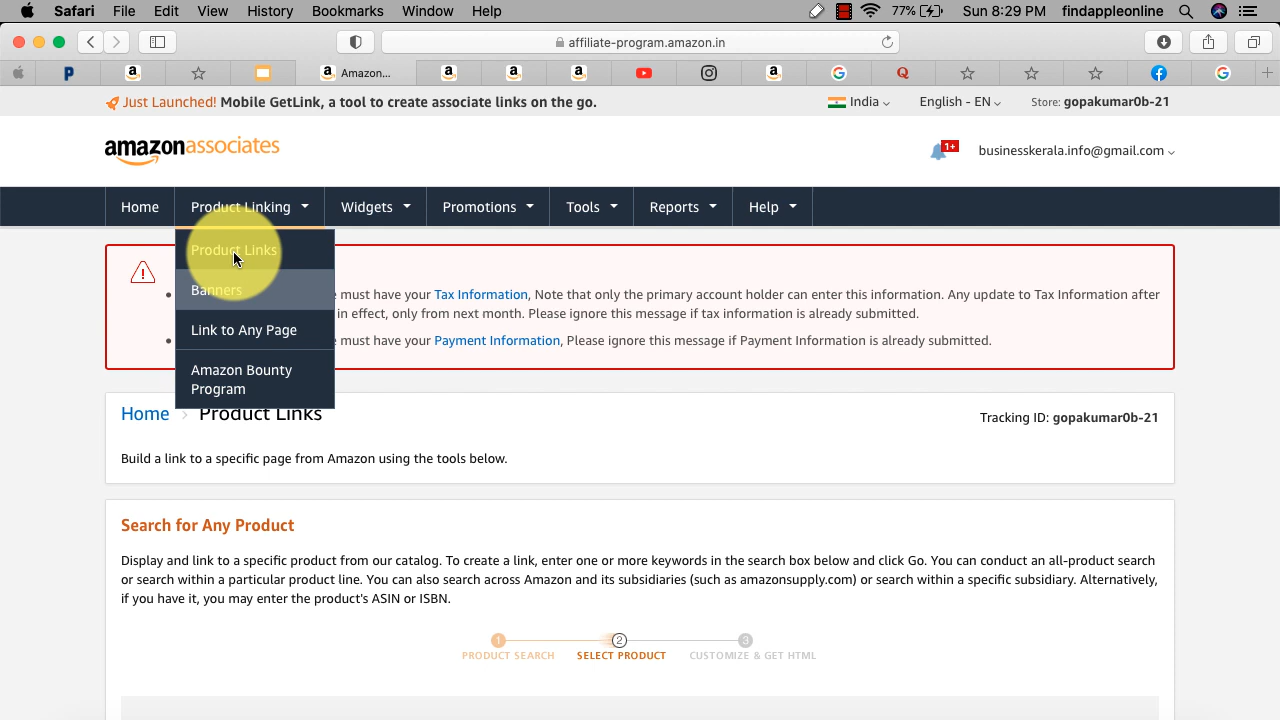 Safari File Edit View History Bookmarks Window Help 77% Sun 8:29 PM findappleonline
affiliate-program.amazon.in
Amazon...
Just Launched! Mobile GetLink, a tool to create associate links on the go. India English - EN Store: gopakumar0b-21
amazonassociates 1+ businesskerala.info@gmail.com
Home Product Linking Widgets Promotions Tools Reports Help
Product Links
Banners
Link to Any Page
Amazon Bounty
Program
must have your Tax Information, Note that only the primary account holder can enter this information. Any update to Tax Information after
in effect, only from next month. Please ignore this message if tax information is already submitted.
must have your Payment Information, Please ignore this message if Payment Information is already submitted.
Home › Product Links Tracking ID: gopakumar0b-21
Build a link to a specific page from Amazon using the tools below.
Search for Any Product
Display and link to a specific product from our catalog. To create a link, enter one or more keywords in the search box below and click Go. You can conduct an all-product search
or search within a particular product line. You can also search across Amazon and its subsidiaries (such as amazonsupply.com) or search within a specific subsidiary. Alternatively,
if you have it, you may enter the product's ASIN or ISBN.
1 2 3
PRODUCT SEARCH SELECT PRODUCT CUSTOMIZE & GET HTML